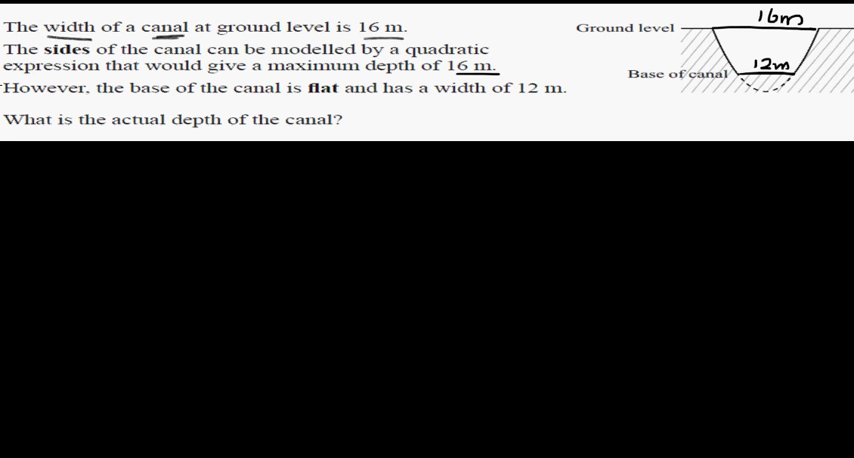 The width of a canal at ground level is 16 m.
The sides of the canal can be modelled by a quadratic
expression that would give a maximum depth of 16 m.
However, the base of the canal is flat and has a width of 12 m.
What is the actual depth of the canal?
16m
Ground level
12m
Base of canal